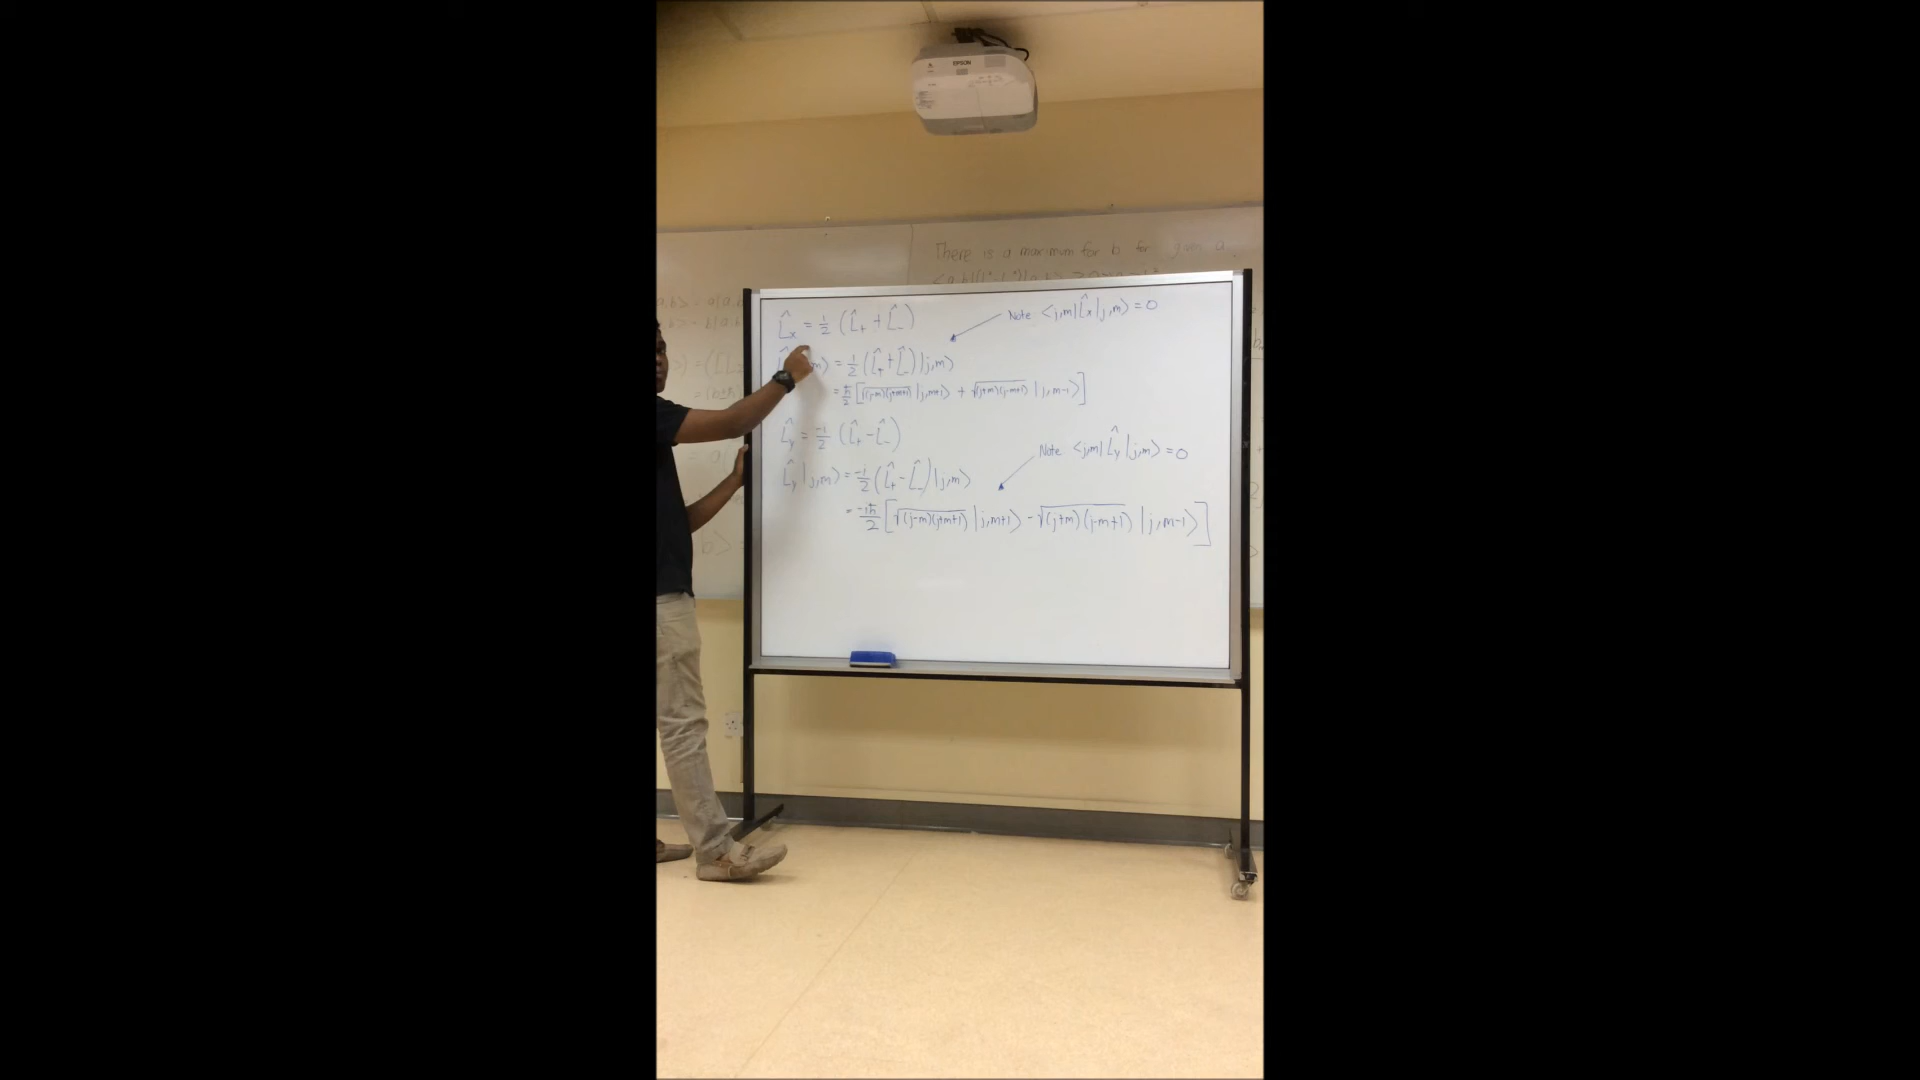 EPSON
There is a maximum for b for given a
L̂x = 1/2 (L̂+ + L̂-)
Note <j,m|L̂x|j,m> = 0
m> = 1/2 (L̂+ + L̂-) |j,m>
= ħ/2 [√(j-m)(j+m+1) |j,m+1> + √(j+m)(j-m+1) |j,m-1>]
L̂y = -i/2 (L̂+ - L̂-)
Note <j,m|L̂y|j,m> = 0
L̂y |j,m> = -i/2 (L̂+ - L̂-) |j,m>
= -iħ/2 [√(j-m)(j+m+1) |j,m+1> - √(j+m)(j-m+1) |j,m-1>]